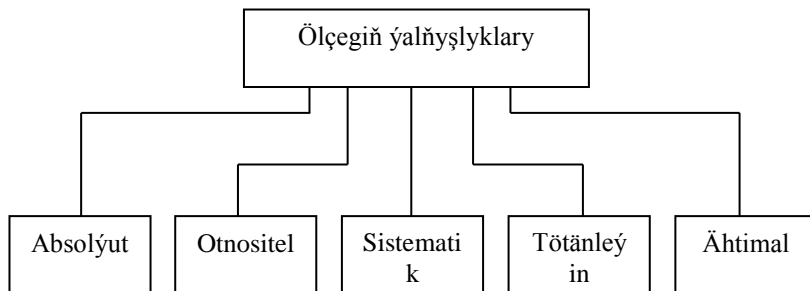 Ölçegiň ýalňyşlyklary
Absolýut
Otnositel
Sistemati
k
Tötänleý
in
Ähtimal